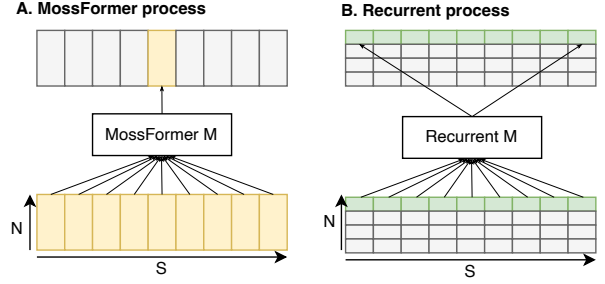 A. MossFormer process
B. Recurrent process
MossFormer M
Recurrent M
N
S
N
S